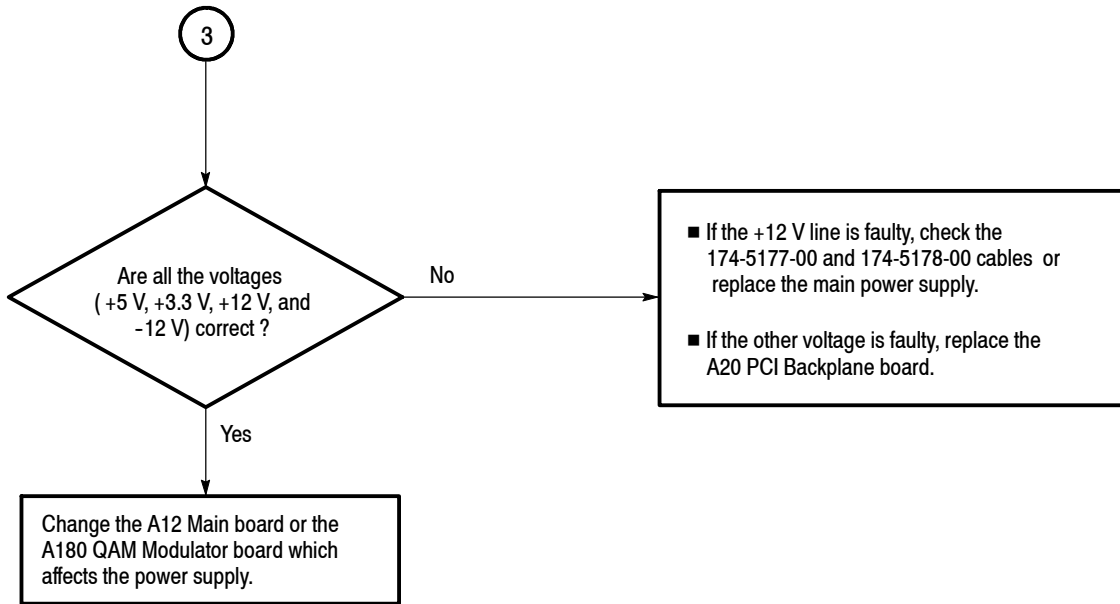 3
Are all the voltages
( +5 V, +3.3 V, +12 V, and
-12 V) correct ?
No
■ If the +12 V line is faulty, check the
174-5177-00 and 174-5178-00 cables or
replace the main power supply.
■ If the other voltage is faulty, replace the
A20 PCI Backplane board.
Yes
Change the A12 Main board or the
A180 QAM Modulator board which
affects the power supply.